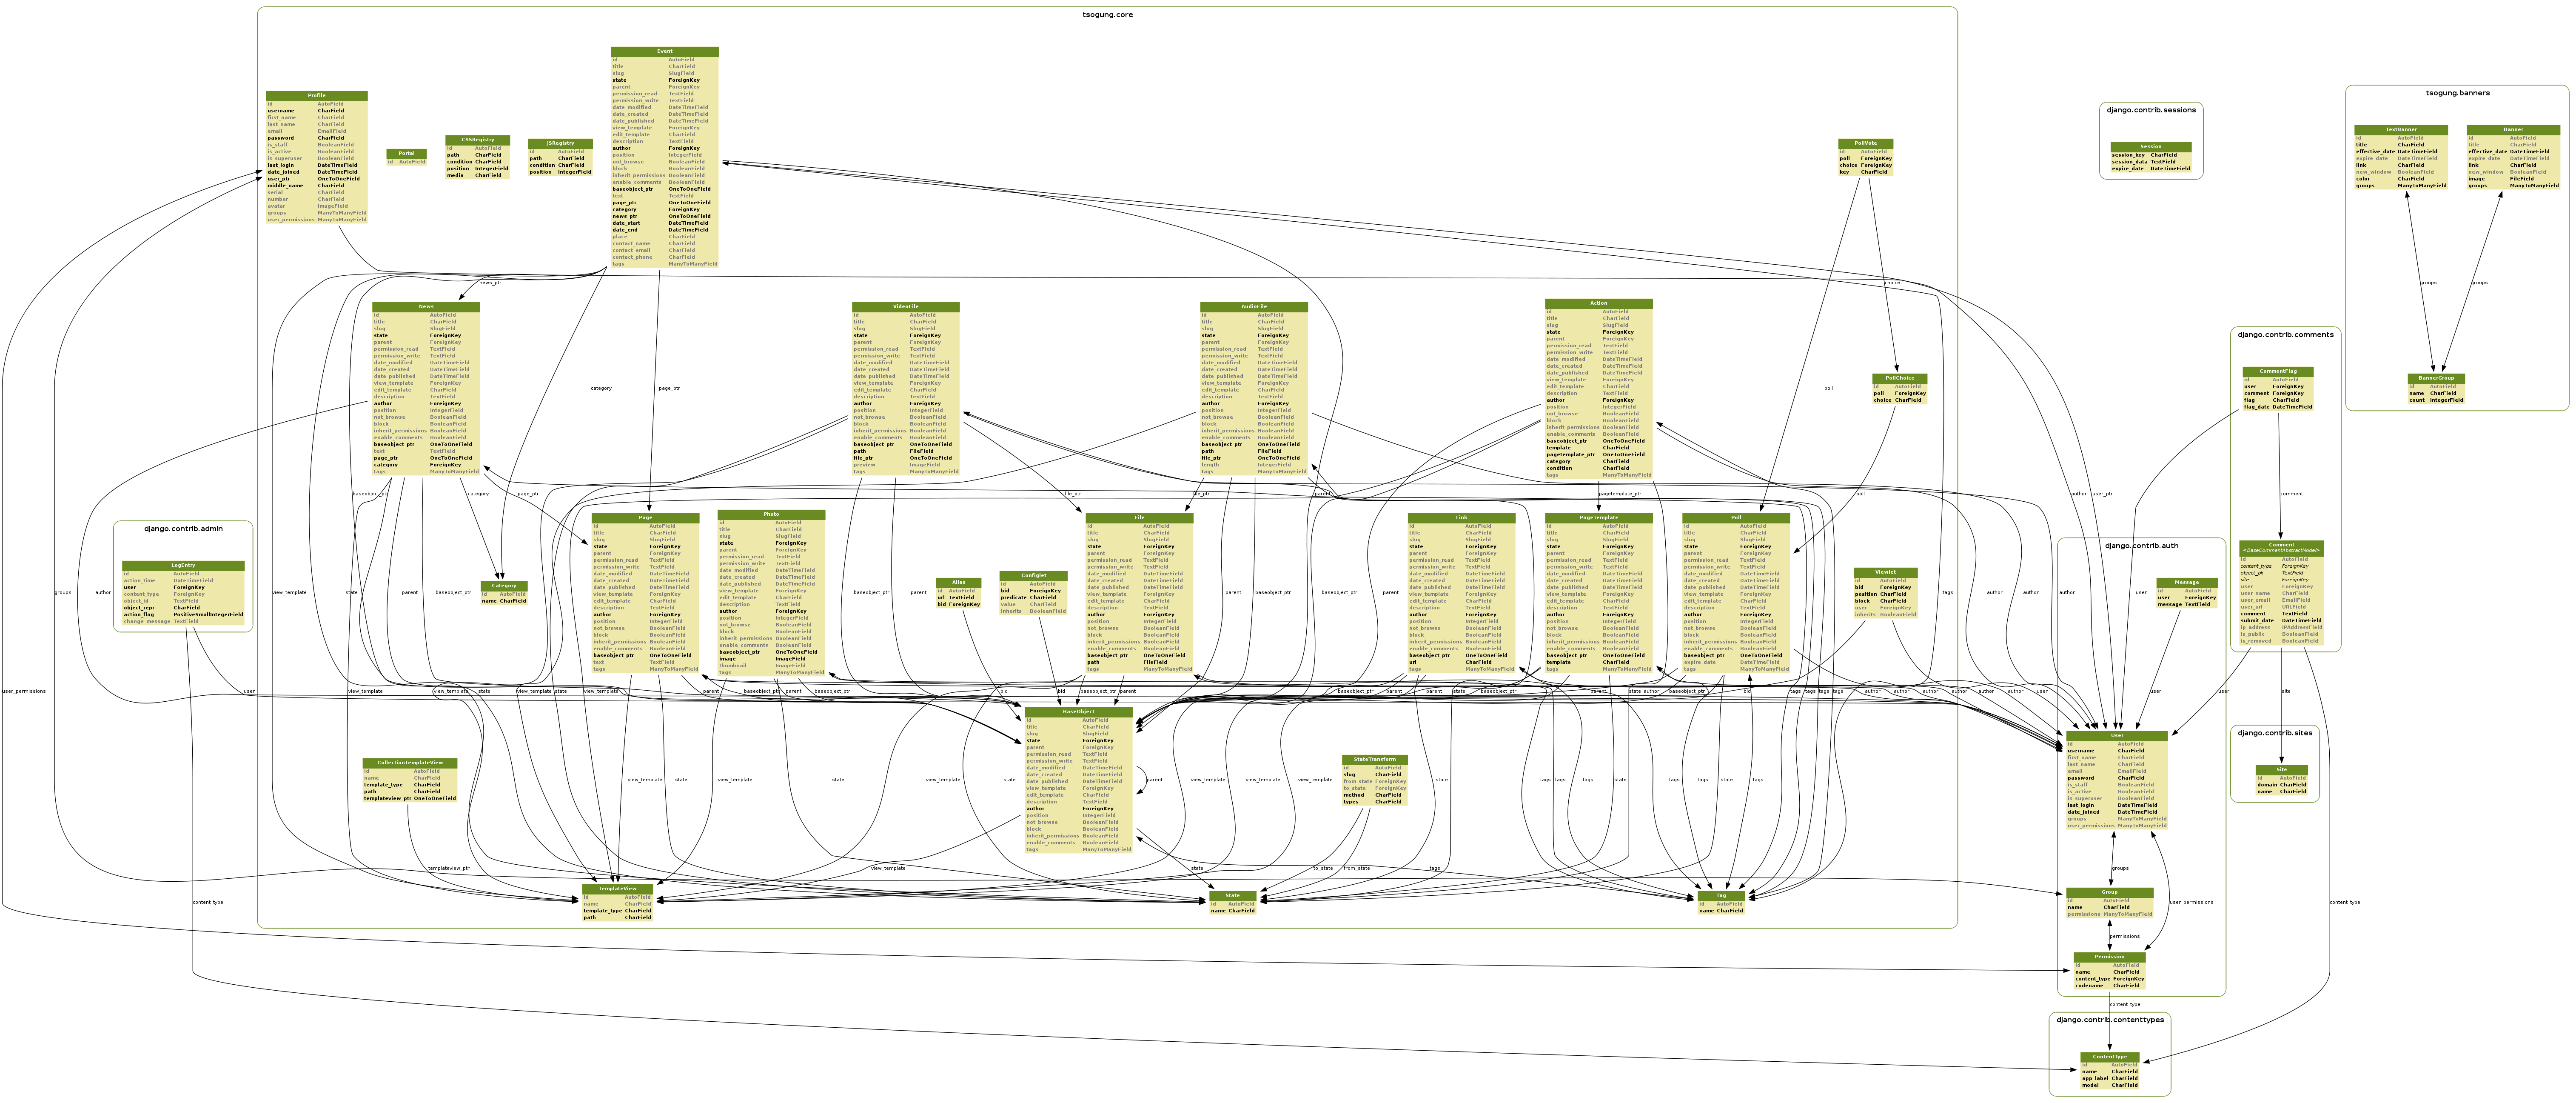 tsogung.core
Event
id AutoField
title CharField
slug SlugField
state ForeignKey
parent ForeignKey
permission_read TextField
permission_write TextField
date_modified DateTimeField
date_created DateTimeField
date_published DateTimeField
view_template ForeignKey
edit_template CharField
description TextField
author ForeignKey
position IntegerField
not_browse BooleanField
block BooleanField
inherit_permissions BooleanField
enable_comments BooleanField
baseobject_ptr OneToOneField
text TextField
page_ptr OneToOneField
category ForeignKey
news_ptr OneToOneField
date_start DateTimeField
date_end DateTimeField
place CharField
contact_name CharField
contact_email CharField
contact_phone CharField
tags ManyToManyField
Profile
id AutoField
username CharField
first_name CharField
last_name CharField
email EmailField
password CharField
is_staff BooleanField
is_active BooleanField
is_superuser BooleanField
last_login DateTimeField
date_joined DateTimeField
user_ptr OneToOneField
middle_name CharField
serial CharField
number CharField
avatar ImageField
groups ManyToManyField
user_permissions ManyToManyField
Portal
id AutoField
CSSRegistry
id AutoField
path CharField
condition CharField
position IntegerField
media CharField
JSRegistry
id AutoField
path CharField
condition CharField
position IntegerField
PollVote
id AutoField
poll ForeignKey
choice ForeignKey
key CharField
django.contrib.sessions
Session
session_key CharField
session_data TextField
expire_date DateTimeField
tsogung.banners
TextBanner
id AutoField
title CharField
effective_date DateTimeField
expire_date DateTimeField
link CharField
new_window BooleanField
color CharField
groups ManyToManyField
Banner
id AutoField
title CharField
effective_date DateTimeField
expire_date DateTimeField
link CharField
new_window BooleanField
image FileField
groups ManyToManyField
groups
groups
BannerGroup
id AutoField
name CharField
count IntegerField
news_ptr
choice
News
id AutoField
title CharField
slug SlugField
state ForeignKey
parent ForeignKey
permission_read TextField
permission_write TextField
date_modified DateTimeField
date_created DateTimeField
date_published DateTimeField
view_template ForeignKey
edit_template CharField
description TextField
author ForeignKey
position IntegerField
not_browse BooleanField
block BooleanField
inherit_permissions BooleanField
enable_comments BooleanField
baseobject_ptr OneToOneField
text TextField
page_ptr OneToOneField
category ForeignKey
tags ManyToManyField
VideoFile
id AutoField
title CharField
slug SlugField
state ForeignKey
parent ForeignKey
permission_read TextField
permission_write TextField
date_modified DateTimeField
date_created DateTimeField
date_published DateTimeField
view_template ForeignKey
edit_template CharField
description TextField
author ForeignKey
position IntegerField
not_browse BooleanField
block BooleanField
inherit_permissions BooleanField
enable_comments BooleanField
baseobject_ptr OneToOneField
path FileField
file_ptr OneToOneField
preview ImageField
tags ManyToManyField
AudioFile
id AutoField
title CharField
slug SlugField
state ForeignKey
parent ForeignKey
permission_read TextField
permission_write TextField
date_modified DateTimeField
date_created DateTimeField
date_published DateTimeField
view_template ForeignKey
edit_template CharField
description TextField
author ForeignKey
position IntegerField
not_browse BooleanField
block BooleanField
inherit_permissions BooleanField
enable_comments BooleanField
baseobject_ptr OneToOneField
path FileField
file_ptr OneToOneField
length IntegerField
tags ManyToManyField
Action
id AutoField
title CharField
slug SlugField
state ForeignKey
parent ForeignKey
permission_read TextField
permission_write TextField
date_modified DateTimeField
date_created DateTimeField
date_published DateTimeField
view_template ForeignKey
edit_template CharField
description TextField
author ForeignKey
position IntegerField
not_browse BooleanField
block BooleanField
inherit_permissions BooleanField
enable_comments BooleanField
baseobject_ptr OneToOneField
template CharField
pagetemplate_ptr OneToOneField
category CharField
condition CharField
tags ManyToManyField
category
page_ptr
poll
PollChoice
id AutoField
poll ForeignKey
choice CharField
django.contrib.comments
CommentFlag
id AutoField
user ForeignKey
comment ForeignKey
flag CharField
flag_date DateTimeField
baseobject_ptr
category
page_ptr
file_ptr
file_ptr
parent
pagetemplate_ptr
poll
author
user_ptr
comment
django.contrib.admin
LogEntry
id AutoField
action_time DateTimeField
user ForeignKey
content_type ForeignKey
object_id TextField
object_repr CharField
action_flag PositiveSmallIntegerField
change_message TextField
Category
id AutoField
name CharField
Page
id AutoField
title CharField
slug SlugField
state ForeignKey
parent ForeignKey
permission_read TextField
permission_write TextField
date_modified DateTimeField
date_created DateTimeField
date_published DateTimeField
view_template ForeignKey
edit_template CharField
description TextField
author ForeignKey
position IntegerField
not_browse BooleanField
block BooleanField
inherit_permissions BooleanField
enable_comments BooleanField
baseobject_ptr OneToOneField
text TextField
tags ManyToManyField
Photo
id AutoField
title CharField
slug SlugField
state ForeignKey
parent ForeignKey
permission_read TextField
permission_write TextField
date_modified DateTimeField
date_created DateTimeField
date_published DateTimeField
view_template ForeignKey
edit_template CharField
description TextField
author ForeignKey
position IntegerField
not_browse BooleanField
block BooleanField
inherit_permissions BooleanField
enable_comments BooleanField
baseobject_ptr OneToOneField
image ImageField
thumbnail ImageField
tags ManyToManyField
Alias
id AutoField
url TextField
bid ForeignKey
Configlet
id AutoField
bid ForeignKey
predicate CharField
value CharField
inherits BooleanField
File
id AutoField
title CharField
slug SlugField
state ForeignKey
parent ForeignKey
permission_read TextField
permission_write TextField
date_modified DateTimeField
date_created DateTimeField
date_published DateTimeField
view_template ForeignKey
edit_template CharField
description TextField
author ForeignKey
position IntegerField
not_browse BooleanField
block BooleanField
inherit_permissions BooleanField
enable_comments BooleanField
baseobject_ptr OneToOneField
path FileField
tags ManyToManyField
Link
id AutoField
title CharField
slug SlugField
state ForeignKey
parent ForeignKey
permission_read TextField
permission_write TextField
date_modified DateTimeField
date_created DateTimeField
date_published DateTimeField
view_template ForeignKey
edit_template CharField
description TextField
author ForeignKey
position IntegerField
not_browse BooleanField
block BooleanField
inherit_permissions BooleanField
enable_comments BooleanField
baseobject_ptr OneToOneField
url CharField
tags ManyToManyField
PageTemplate
id AutoField
title CharField
slug SlugField
state ForeignKey
parent ForeignKey
permission_read TextField
permission_write TextField
date_modified DateTimeField
date_created DateTimeField
date_published DateTimeField
view_template ForeignKey
edit_template CharField
description TextField
author ForeignKey
position IntegerField
not_browse BooleanField
block BooleanField
inherit_permissions BooleanField
enable_comments BooleanField
baseobject_ptr OneToOneField
template CharField
tags ManyToManyField
Poll
id AutoField
title CharField
slug SlugField
state ForeignKey
parent ForeignKey
permission_read TextField
permission_write TextField
date_modified DateTimeField
date_created DateTimeField
date_published DateTimeField
view_template ForeignKey
edit_template CharField
description TextField
author ForeignKey
position IntegerField
not_browse BooleanField
block BooleanField
inherit_permissions BooleanField
enable_comments BooleanField
baseobject_ptr OneToOneField
expire_date DateTimeField
tags ManyToManyField
Viewlet
id AutoField
bid ForeignKey
position CharField
block CharField
user ForeignKey
inherits BooleanField
django.contrib.auth
Message
id AutoField
user ForeignKey
message TextField
Comment
<BaseCommentAbstractModel>
id AutoField
content_type ForeignKey
object_pk TextField
site ForeignKey
user ForeignKey
user_name CharField
user_email EmailField
user_url URLField
comment TextField
submit_date DateTimeField
ip_address IPAddressField
is_public BooleanField
is_removed BooleanField
groups
author
view_template
state
parent
baseobject_ptr
baseobject_ptr
parent
parent
baseobject_ptr
parent
tags
author
author
author
user
user_permissions
user
view_template
view_template
state
view_template
state
view_template
parent
baseobject_ptr
parent
baseobject_ptr
bid
bid
baseobject_ptr
parent
baseobject_ptr
parent
state
baseobject_ptr
parent
state
author
baseobject_ptr
bid
tags
tags
tags
tags
author
author
author
author
author
user
user
user
site
BaseObject
id AutoField
title CharField
slug SlugField
state ForeignKey
parent ForeignKey
permission_read TextField
permission_write TextField
date_modified DateTimeField
date_created DateTimeField
date_published DateTimeField
view_template ForeignKey
edit_template CharField
description TextField
author ForeignKey
position IntegerField
not_browse BooleanField
block BooleanField
inherit_permissions BooleanField
enable_comments BooleanField
tags ManyToManyField
parent
User
id AutoField
username CharField
first_name CharField
last_name CharField
email EmailField
password CharField
is_staff BooleanField
is_active BooleanField
is_superuser BooleanField
last_login DateTimeField
date_joined DateTimeField
groups ManyToManyField
user_permissions ManyToManyField
django.contrib.sites
Site
id AutoField
domain CharField
name CharField
CollectionTemplateView
id AutoField
name CharField
template_type CharField
path CharField
templateview_ptr OneToOneField
StateTransform
id AutoField
slug CharField
from_state ForeignKey
to_state ForeignKey
method CharField
types CharField
view_template
state
view_template
state
view_template
state
view_template
view_template
view_template
state
tags
tags
tags
state
tags
tags
state
tags
templateview_ptr
view_template
state
to_state
from_state
tags
groups
TemplateView
id AutoField
name CharField
template_type CharField
path CharField
State
id AutoField
name CharField
Tag
id AutoField
name CharField
Group
id AutoField
name CharField
permissions ManyToManyField
content_type
user_permissions
content_type
permissions
Permission
id AutoField
name CharField
content_type ForeignKey
codename CharField
content_type
django.contrib.contenttypes
ContentType
id AutoField
name CharField
app_label CharField
model CharField